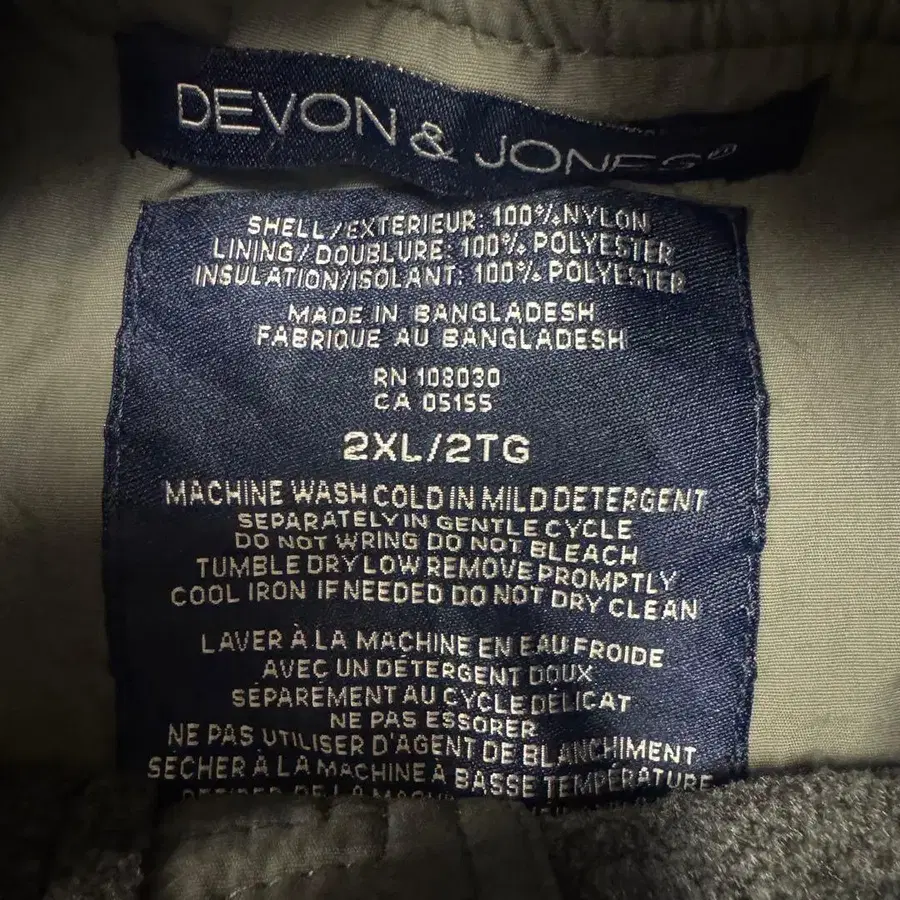 DEVON & JONES®
SHELL/EXTERIEUR: 100% NYLON
LINING/DOUBLURE: 100% POLYESTER
INSULATION/ISOLANT: 100% POLYESTER
MADE IN BANGLADESH
FABRIQUE AU BANGLADESH
RN 108030
CA 05155
2XL/2TG
MACHINE WASH COLD IN MILD DETERGENT
SEPARATELY IN GENTLE CYCLE
DO NOT WRING DO NOT BLEACH
TUMBLE DRY LOW REMOVE PROMPTLY
COOL IRON IF NEEDED DO NOT DRY CLEAN
LAVER À LA MACHINE EN EAU FROIDE
AVEC UN DÉTERGENT DOUX
SÉPAREMENT AU CYCLE DÉLICAT
NE PAS ESSORER
NE PAS UTILISER D'AGENT DE BLANCHIMENT
SÉCHER À LA MACHINE À BASSE TEMPÉRATURE
DE LA